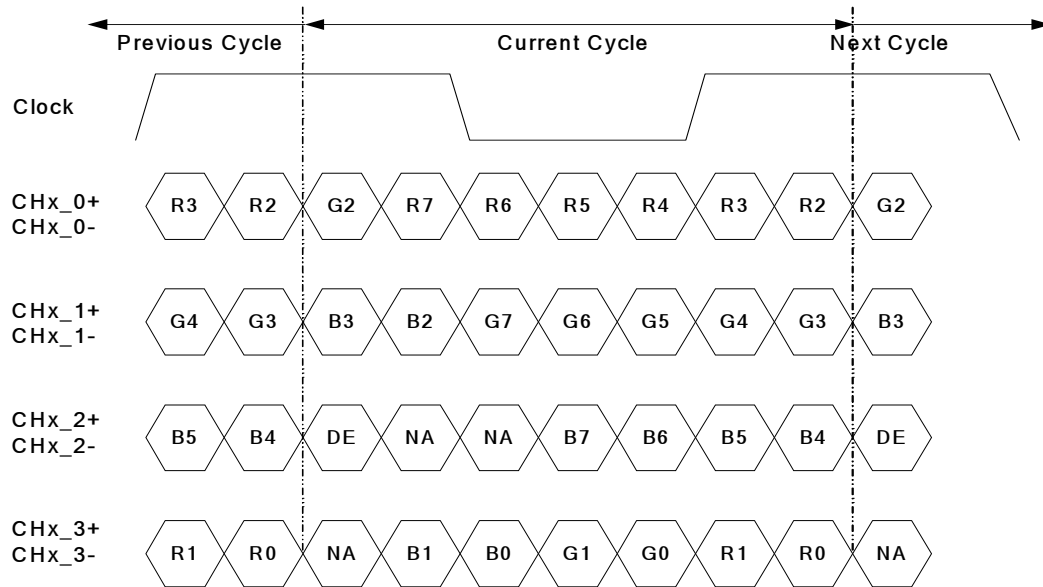 Previous Cycle Current Cycle Next Cycle
Clock
CHx_0+
CHx_0-
R3 R2 G2 R7 R6 R5 R4 R3 R2 G2
CHx_1+
CHx_1-
G4 G3 B3 B2 G7 G6 G5 G4 G3 B3
CHx_2+
CHx_2-
B5 B4 DE NA NA B7 B6 B5 B4 DE
CHx_3+
CHx_3-
R1 R0 NA B1 B0 G1 G0 R1 R0 NA